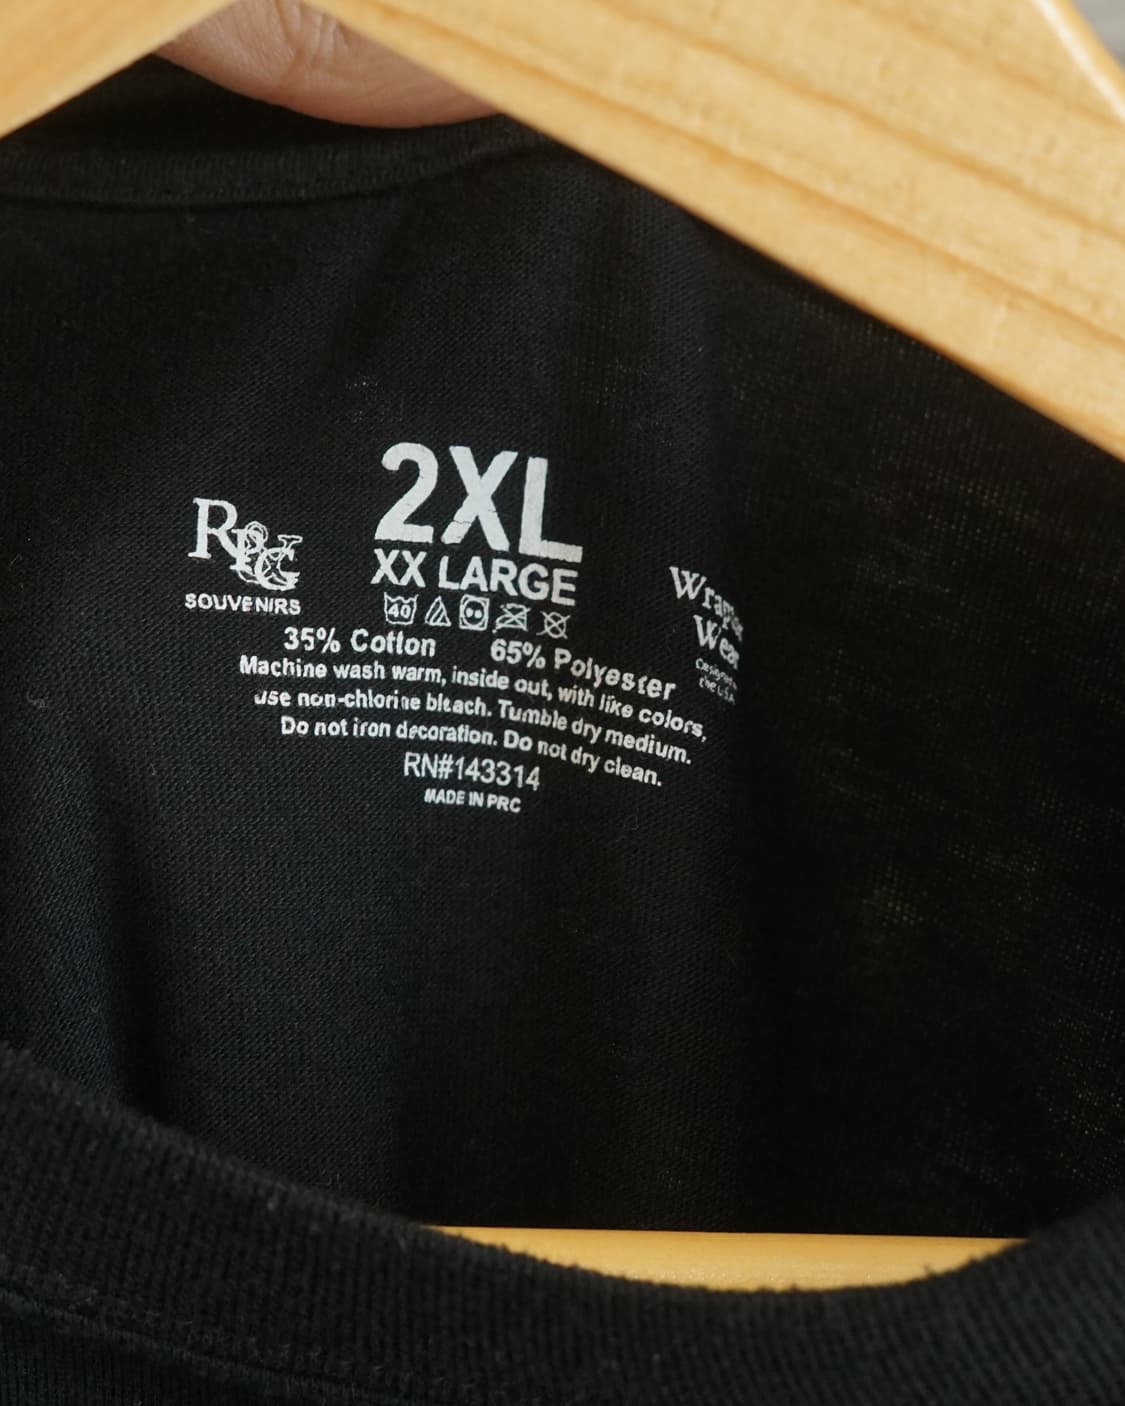 2XL
XX LARGE
SOUVENIRS
40
35% Cotton 65% Polyester
Machine wash warm, inside out, with like colors,
use non-chlorine bleach. Tumble dry medium.
Do not iron decoration. Do not dry clean.
RN#143314
MADE IN PRC